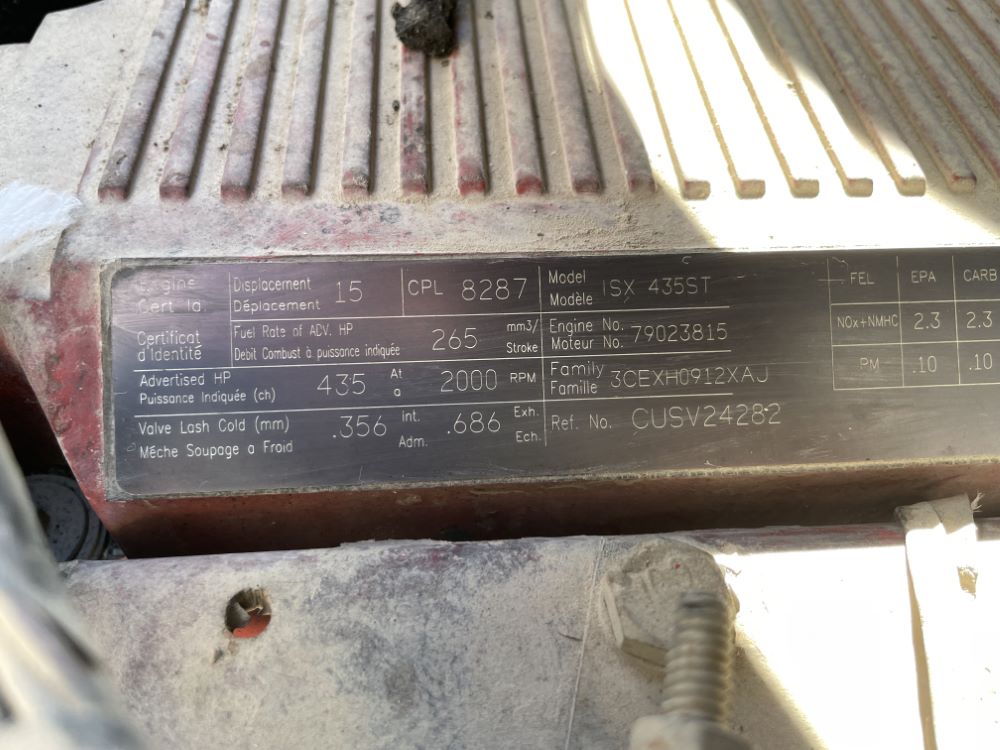 Engine Displacement 15 CPL 8287 Model ISX 435ST FEL EPA CARB
Cert Déplacement Modèle
Certificat Fuel Rate of ADV. HP 265 mm3/ Engine No. 79023815 NOx+NMHC 2.3 2.3
d'Identité Debit Combust à puissance indiquée Stroke Moteur No.
Advertised HP 435 At 2000 RPM Family 3CEXH0912XAJ PM .10 .10
Puissance Indiquée (ch) a Famille
Valve Lash Cold (mm) .356 int. .686 Exh. Ref. No. CUSV24282
Mêche Soupage a Froid Adm. Ech.